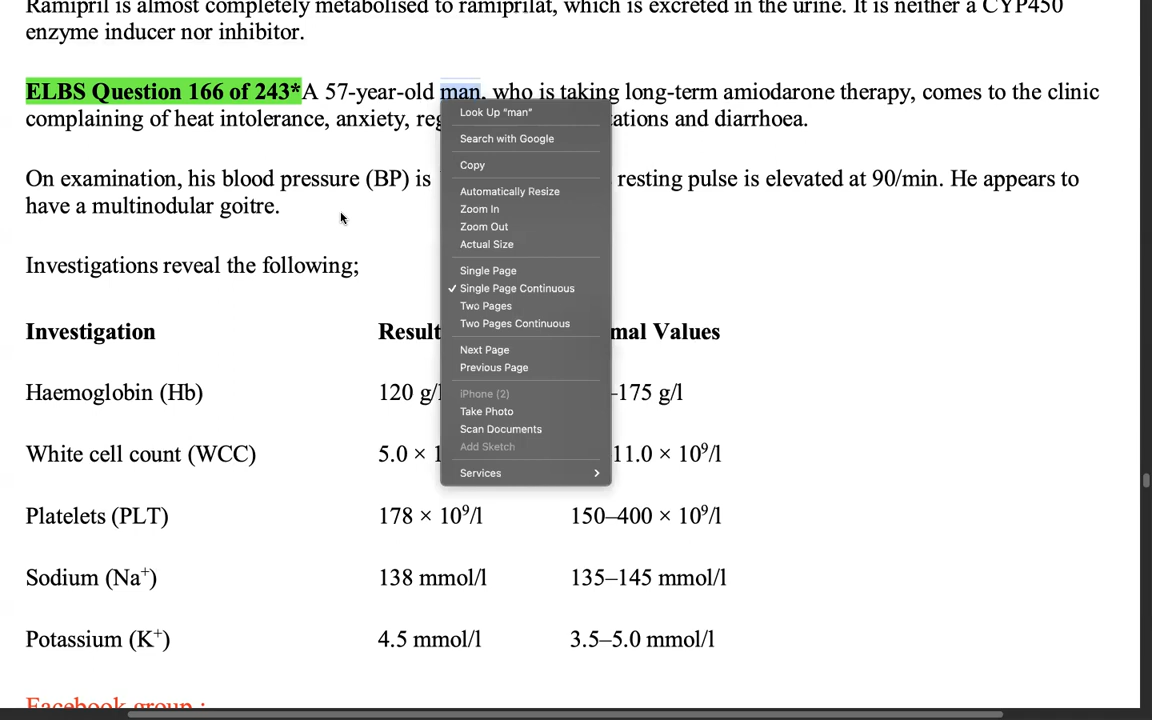 Ramipril is almost completely metabolised to ramiprilat, which is excreted in the urine. It is neither a CYP450
enzyme inducer nor inhibitor.
ELBS Question 166 of 243*A 57-year-old man, who is taking long-term amiodarone therapy, comes to the clinic
complaining of heat intolerance, anxiety, reg ations and diarrhoea.
On examination, his blood pressure (BP) is resting pulse is elevated at 90/min. He appears to
have a multinodular goitre.
Investigations reveal the following;
Investigation Result mal Values
Haemoglobin (Hb) 120 g/l –175 g/l
White cell count (WCC) 5.0 × 1 11.0 × 10⁹/l
Platelets (PLT) 178 × 10⁹/l 150–400 × 10⁹/l
Sodium (Na⁺) 138 mmol/l 135–145 mmol/l
Potassium (K⁺) 4.5 mmol/l 3.5–5.0 mmol/l
Facebook group :
Look Up "man"
Search with Google
Copy
Automatically Resize
Zoom In
Zoom Out
Actual Size
Single Page
✓ Single Page Continuous
Two Pages
Two Pages Continuous
Next Page
Previous Page
iPhone (2)
Take Photo
Scan Documents
Add Sketch
Services